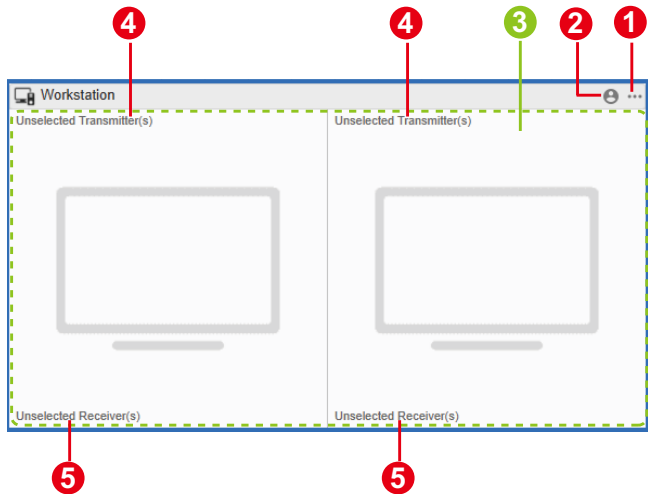 4 4 3 2 1
Workstation
Unselected Transmitter(s) Unselected Transmitter(s)
Unselected Receiver(s) Unselected Receiver(s)
5 5